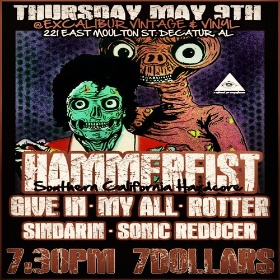 THURSDAY MAY 9TH
@EXCALIBUR VINTAGE & VINYL
221 EAST MOULTON ST. DECATUR, AL
HAMMERFIST
Southern California Hardcore
GIVE IN · MY ALL · ROTTER
SINDARIN · SONIC REDUCER
7:30PM 7DOLLARS